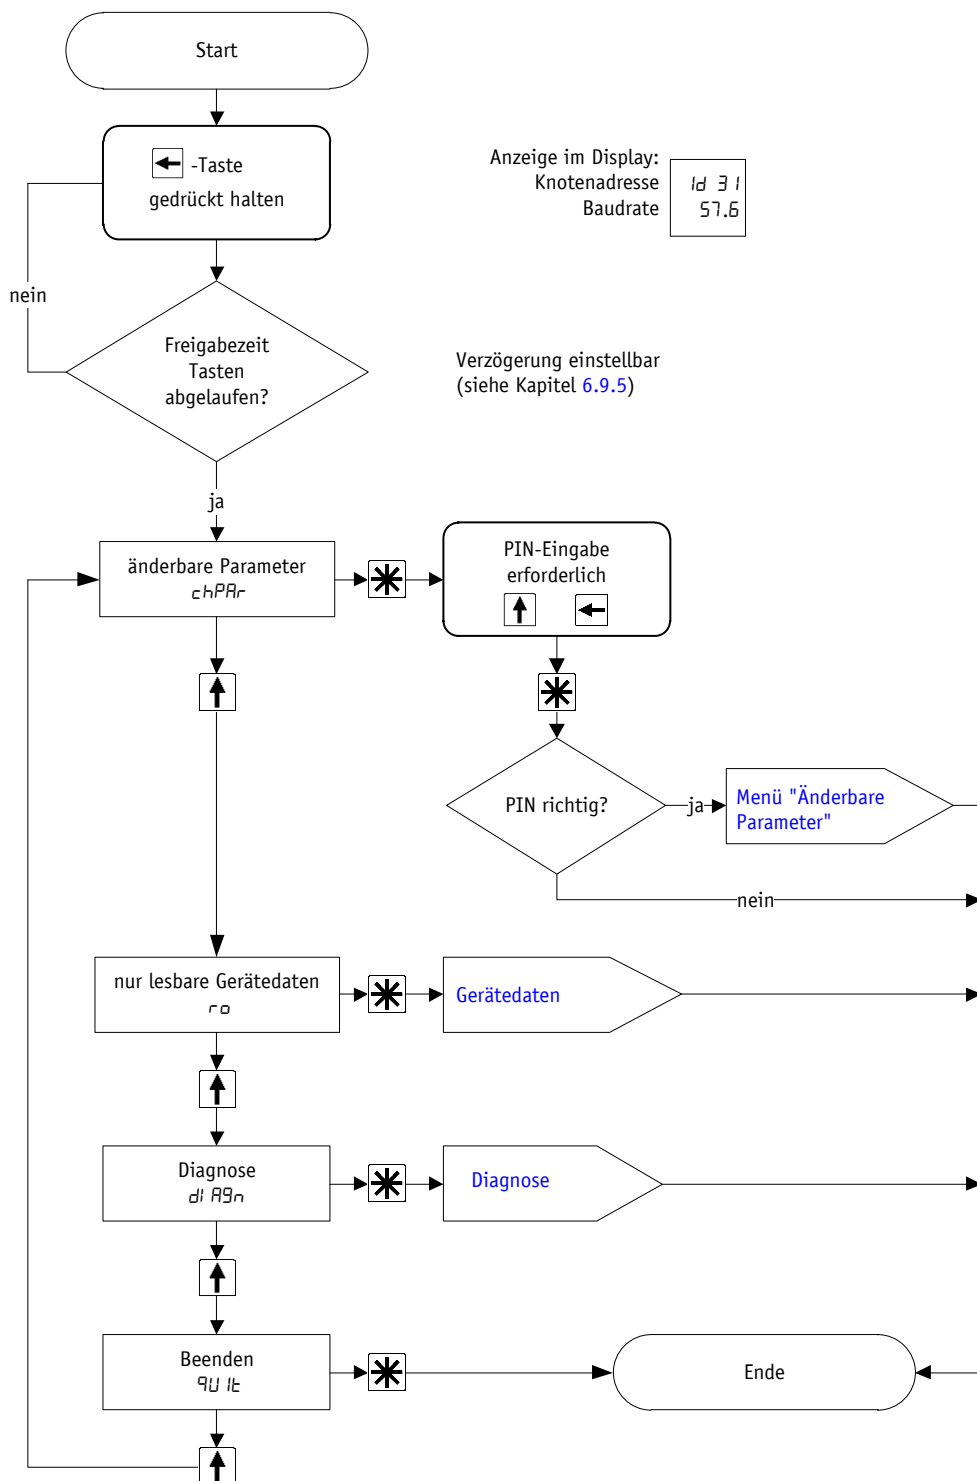 Start
-Taste
gedrückt halten
Anzeige im Display:
Knotenadresse
Baudrate
Id 31
57.6
nein
Freigabezeit
Tasten
abgelaufen?
Verzögerung einstellbar
(siehe Kapitel 6.9.5)
ja
änderbare Parameter
chPAr
PIN-Eingabe
erforderlich
PIN richtig?
ja
Menü "Änderbare
Parameter"
nein
nur lesbare Gerätedaten
ro
Gerätedaten
Diagnose
dIAgn
Diagnose
Beenden
qUIt
Ende